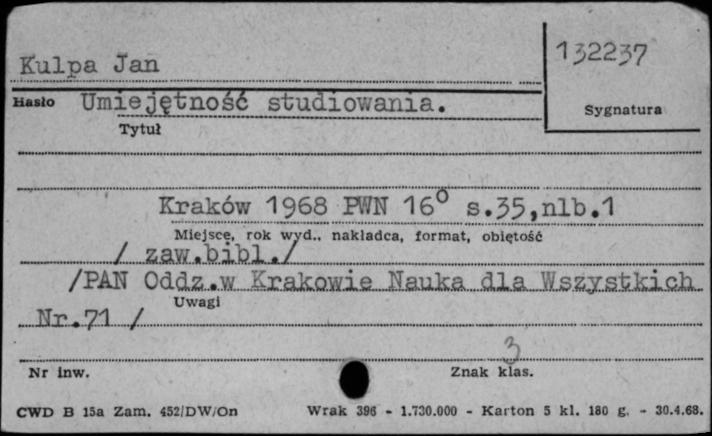 Kulpa Jan
132237
Hasło Umiejętność studiowania.
Sygnatura
Tytuł
Kraków 1968 PWN 16° s.35,nlb.1
Miejsce, rok wyd., nakładca, format, objętość
/ zaw.bibl./
/PAN Oddz.w Krakowie Nauka dla Wszystkich
Uwagi
Nr.71 /
3
Nr inw. Znak klas.
CWD B 15a Zam. 452/DW/On Wrak 396 - 1.730.000 - Karton 5 kl. 180 g. - 30.4.68.